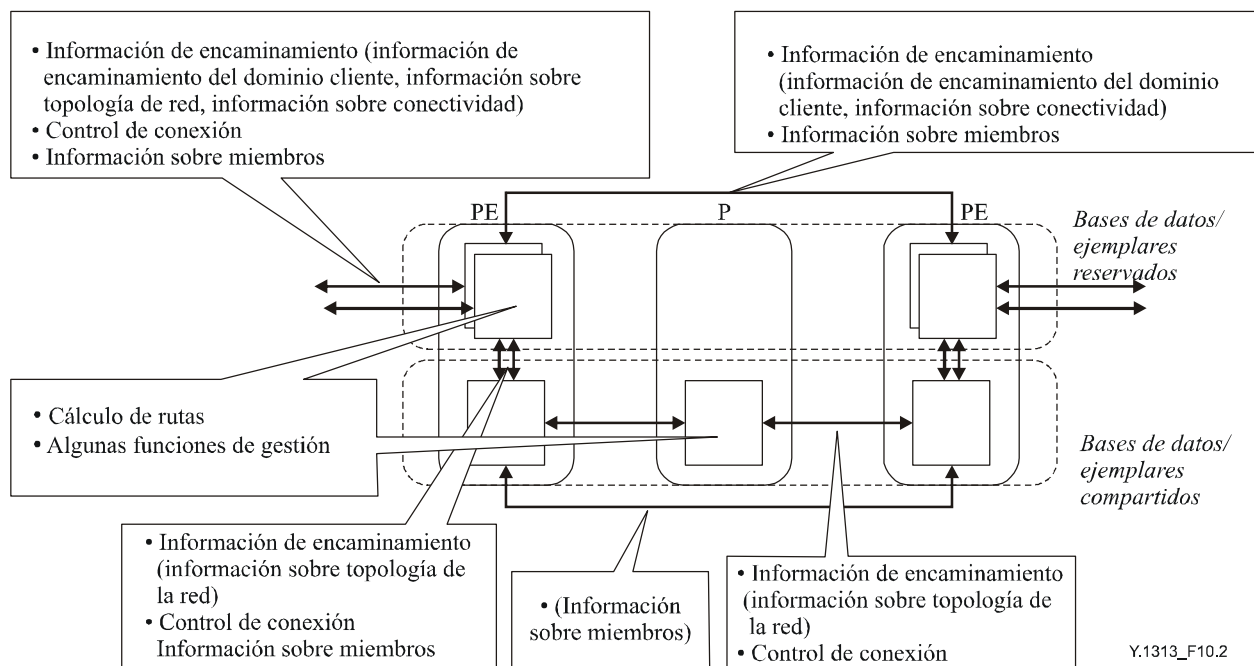 • Información de encaminamiento (información de
encaminamiento del dominio cliente, información sobre
topología de red, información sobre conectividad)
• Control de conexión
• Información sobre miembros
• Información de encaminamiento
(información de encaminamiento del dominio
cliente, información sobre conectividad)
• Información sobre miembros
PE
P
PE
Bases de datos/
ejemplares
reservados
• Cálculo de rutas
• Algunas funciones de gestión
Bases de datos/
ejemplares
compartidos
• Información de encaminamiento
(información sobre topología de
la red)
• Control de conexión
Información sobre miembros
• (Información
sobre miembros)
• Información de encaminamiento
(información sobre topología de
la red)
• Control de conexión
Y.1313_F10.2